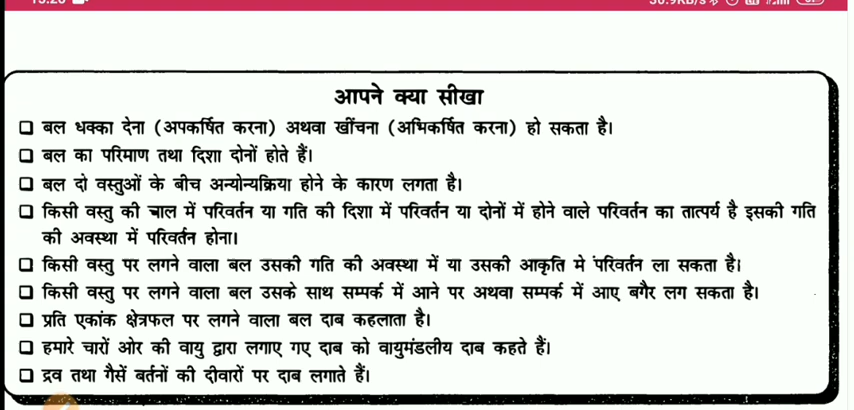 आपने क्या सीखा
❑ बल धक्का देना (अपकर्षित करना) अथवा खींचना (अभिकर्षित करना) हो सकता है।
❑ बल का परिमाण तथा दिशा दोनों होते हैं।
❑ बल दो वस्तुओं के बीच अन्योन्यक्रिया होने के कारण लगता है।
❑ किसी वस्तु की चाल में परिवर्तन या गति की दिशा में परिवर्तन या दोनों में होने वाले परिवर्तन का तात्पर्य है इसकी गति
की अवस्था में परिवर्तन होना।
❑ किसी वस्तु पर लगने वाला बल उसकी गति की अवस्था में या उसकी आकृति मे परिवर्तन ला सकता है।
❑ किसी वस्तु पर लगने वाला बल उसके साथ सम्पर्क में आने पर अथवा सम्पर्क में आए बगैर लग सकता है।
❑ प्रति एकांक क्षेत्रफल पर लगने वाला बल दाब कहलाता है।
❑ हमारे चारों ओर की वायु द्वारा लगाए गए दाब को वायुमंडलीय दाब कहते हैं।
❑ द्रव तथा गैसें बर्तनों की दीवारों पर दाब लगाते हैं।